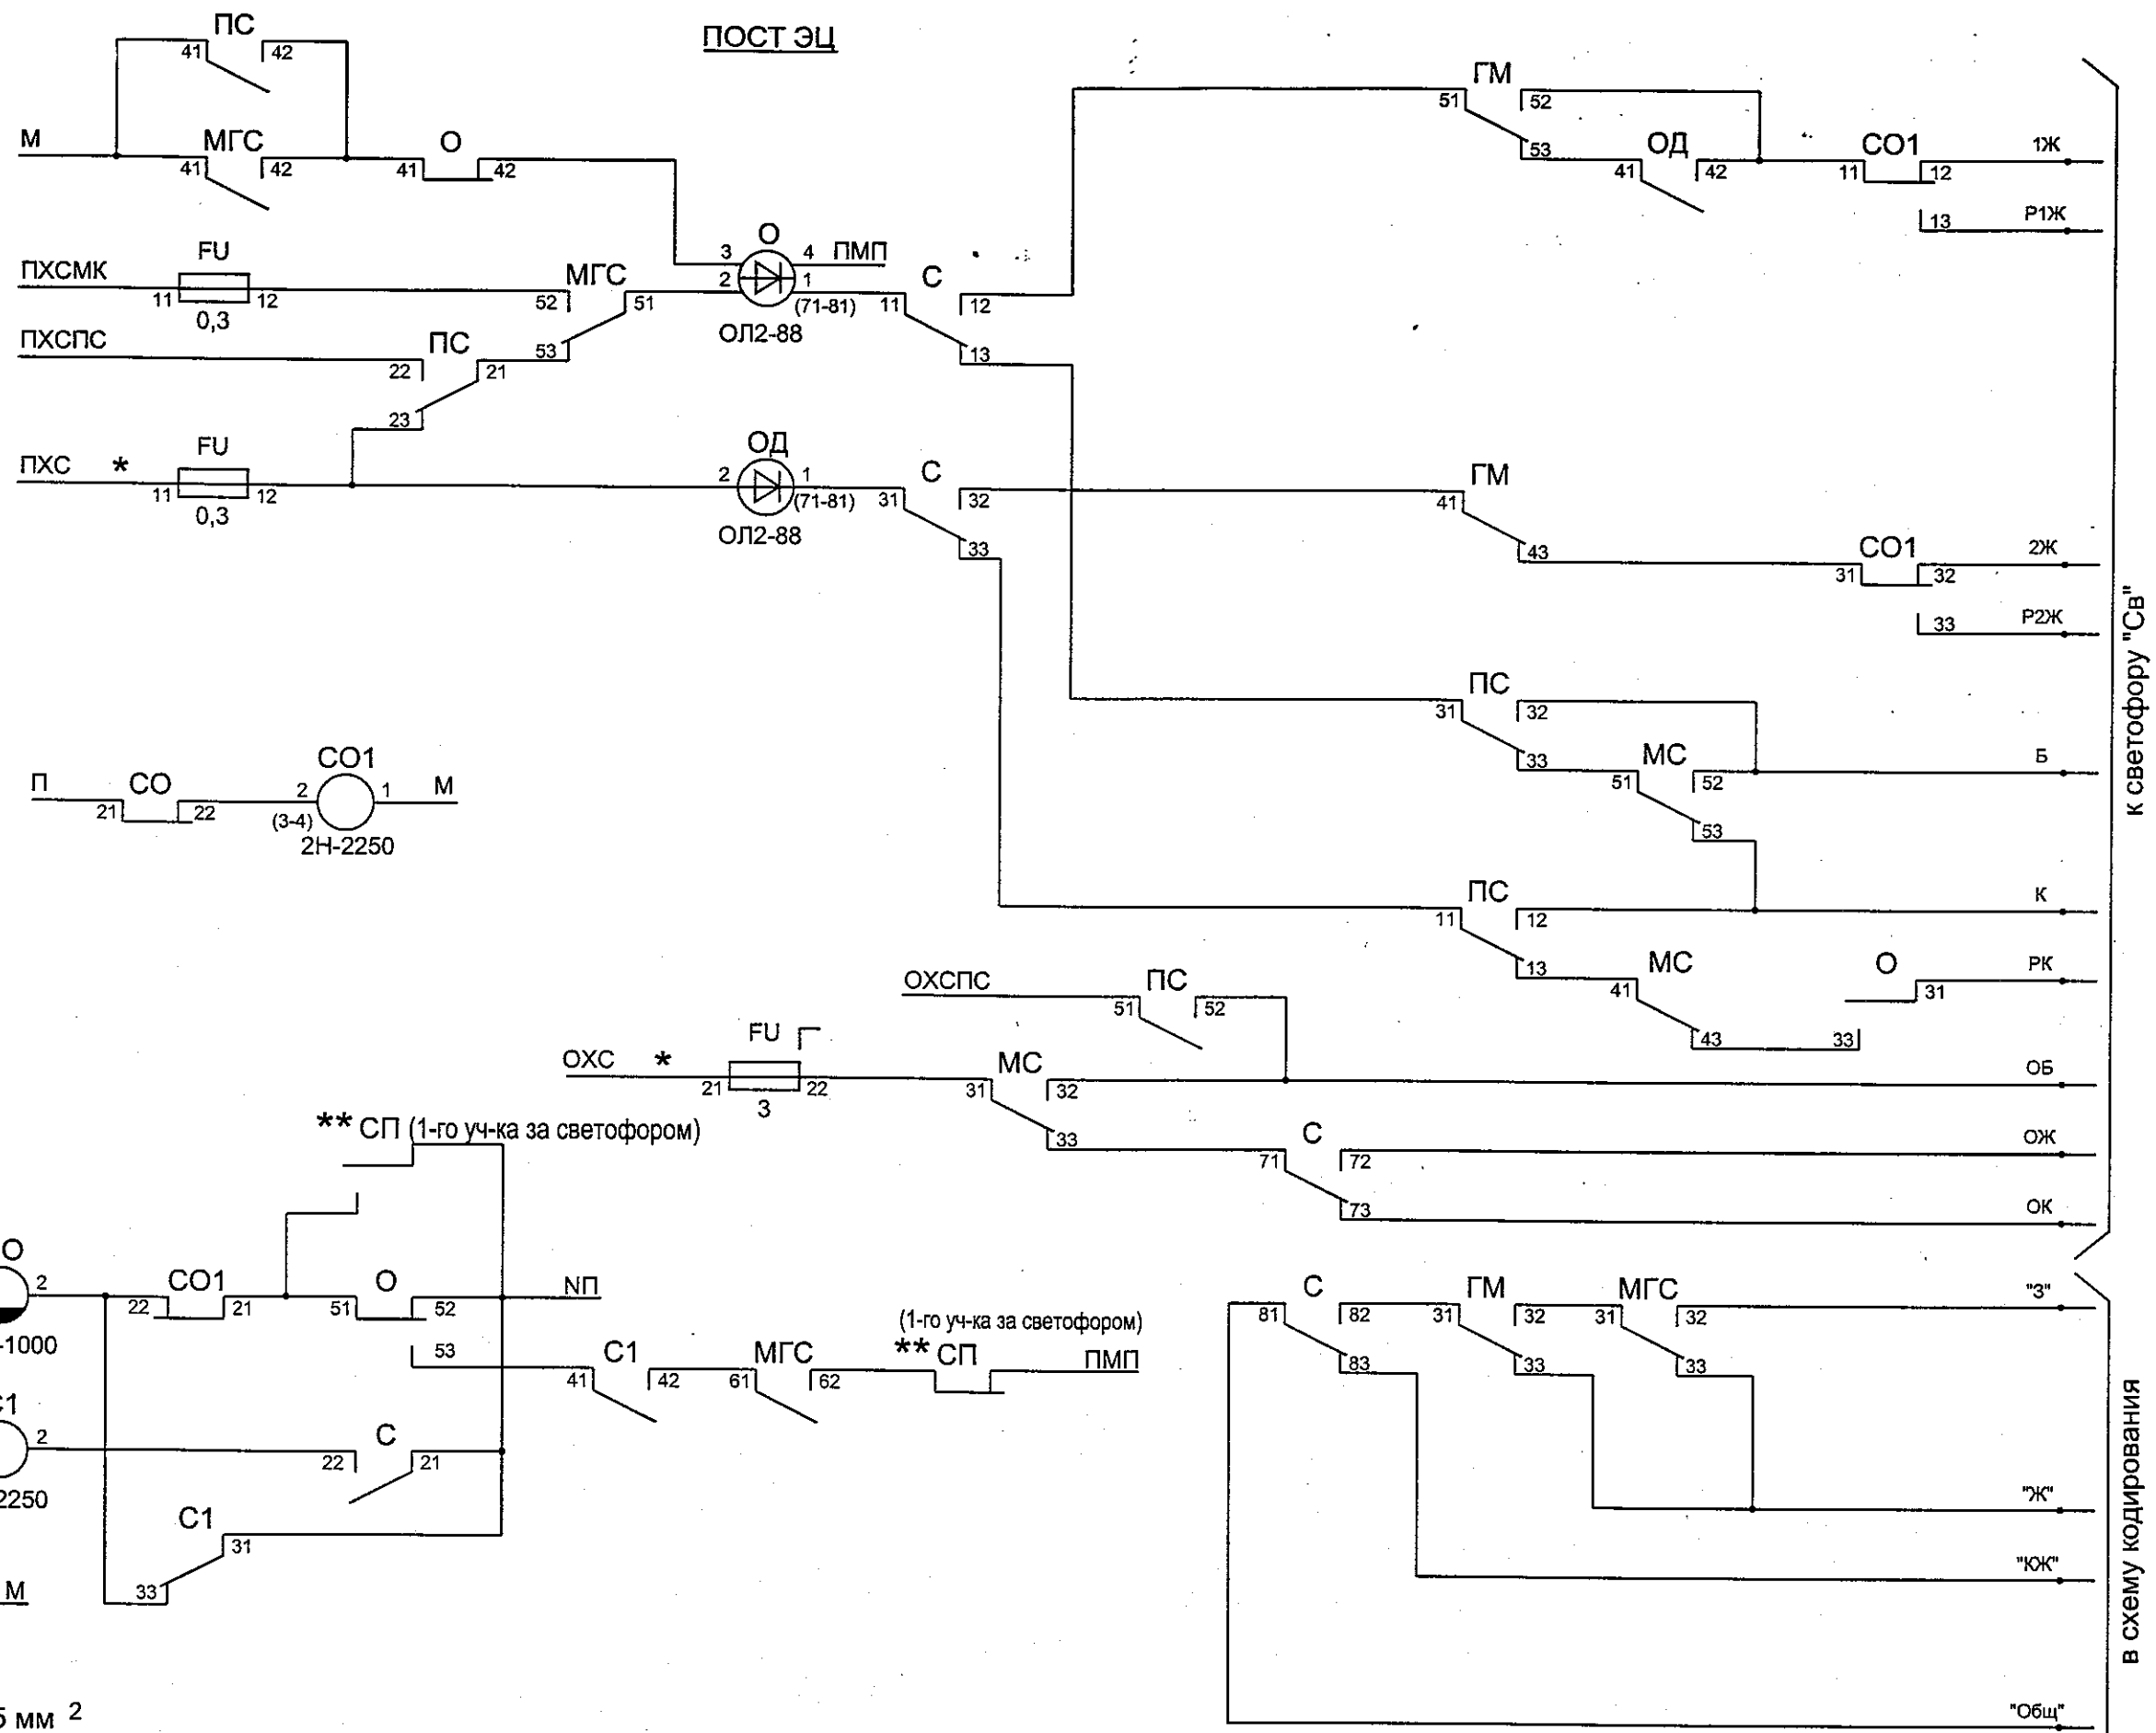 ПОСТ ЭЦ
ПС
41 42
М МГС О
41 42 41 42
ГМ
51 52
53 ОД СО1 1Ж
41 42 11 12
13 Р1Ж
О
3 4 ПМП
2 1
(71-81)
ОЛ2-88
ПХСМК FU МГС С
11 12 52 51 11 12
0,3
ПХСПС ПС 53 13
22 21
23
ПХС * FU ОД С ГМ
11 12 2 1 31 32 41
0,3 (71-81)
ОЛ2-88
33 43 СО1 2Ж
31 32
33 Р2Ж
ПС
31 32
33 МС Б
51 52
53
П СО СО1 М
21 22 2 1
(3-4)
2Н-2250
ПС К
11 12
13 МС О РК
41 31
43 33
ОХСПС ПС
51 52
ОХС * FU МС ОБ
21 22 31 32
3
33 С ОЖ
71 72
73 ОК
к светофору "Св"
** СП (1-го уч-ка за светофором)
О
2 СО1 О NП
22 21 51 52
-1000
53 С1 МГС ** СП ПМП
41 42 61 62
(1-го уч-ка за светофором)
2 С
22 21
2250
С1
31
33
М
С ГМ МГС "З"
81 82 31 32 31 32
83 33 33
"Ж"
"КЖ"
"Общ"
в схему кодирования
5 мм 2